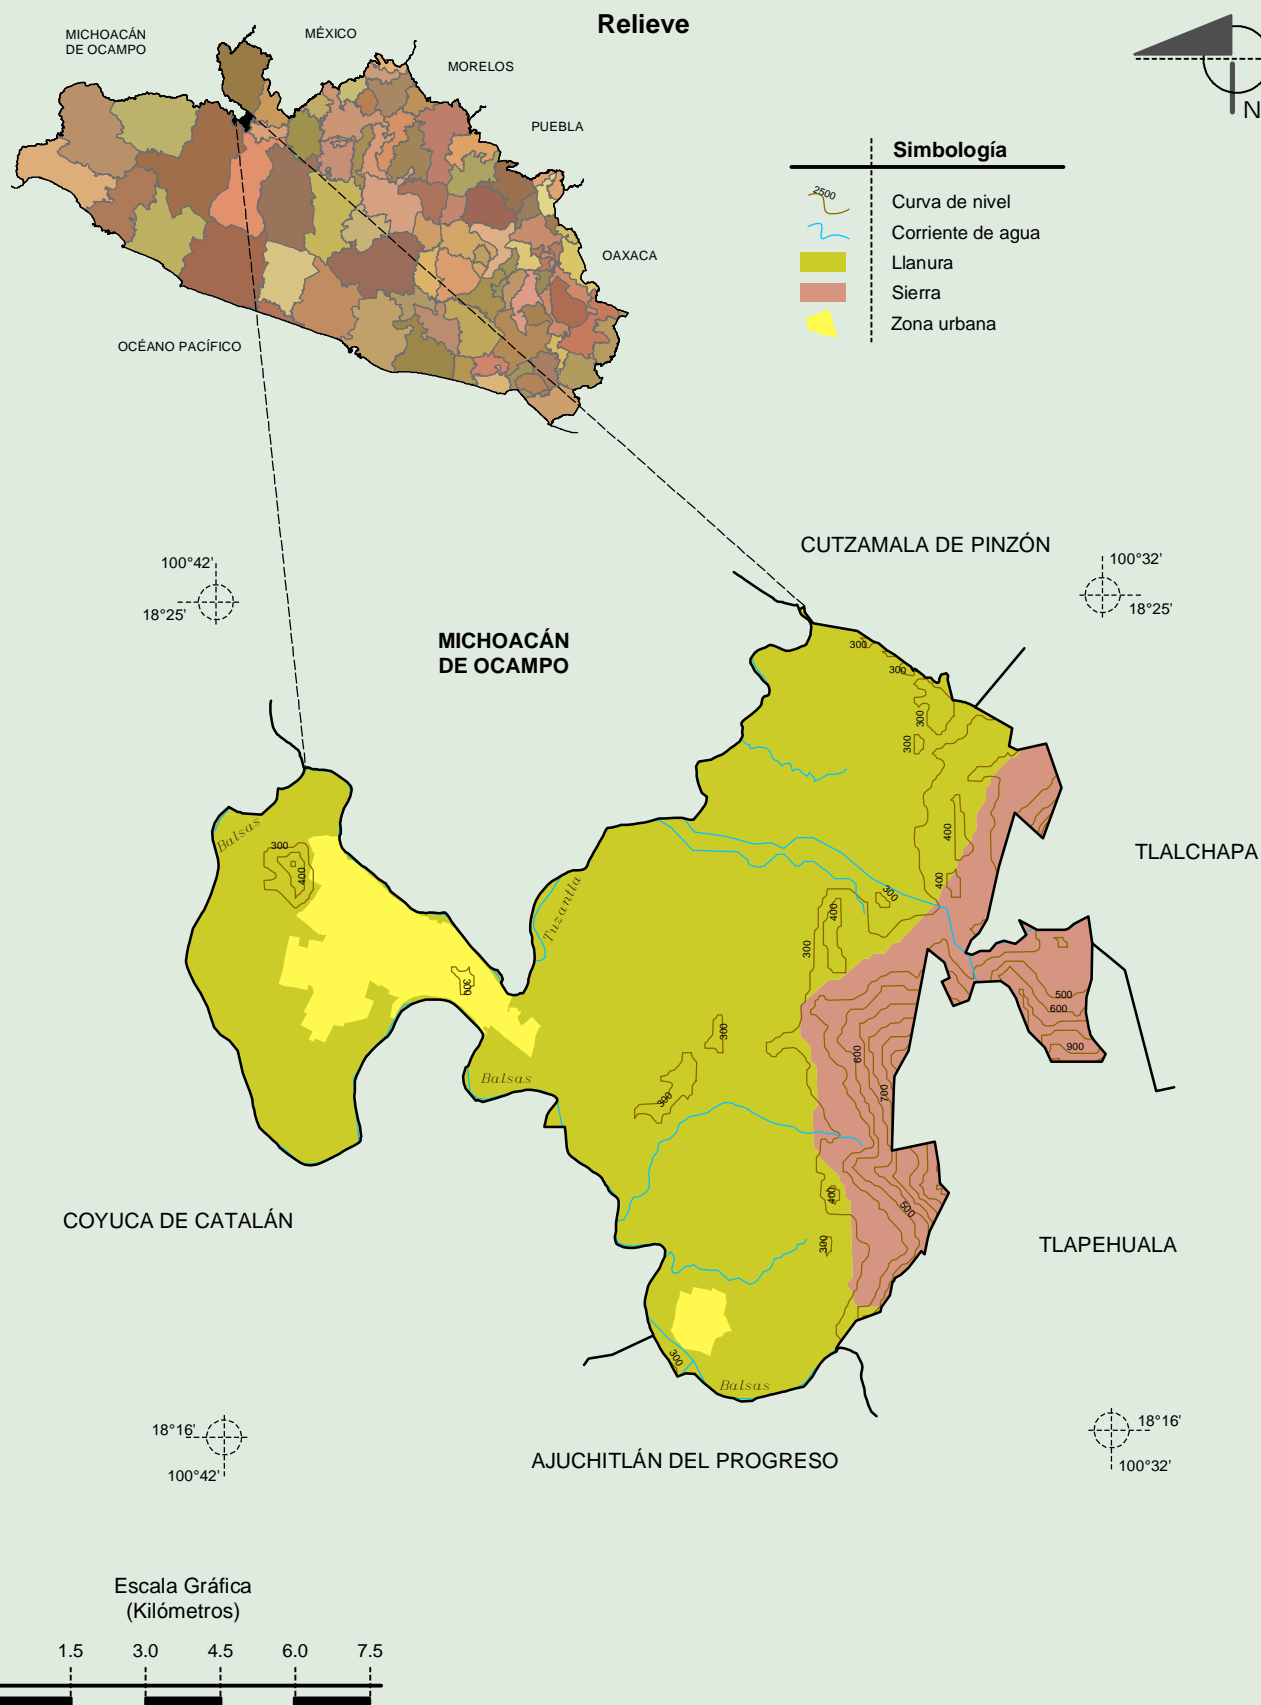 Relieve
MICHOACÁN
DE OCAMPO
MÉXICO
MORELOS
PUEBLA
OAXACA
OCÉANO PACÍFICO
N
Simbología
2500
Curva de nivel
Corriente de agua
Llanura
Sierra
Zona urbana
CUTZAMALA DE PINZÓN
100°42'
18°25'
100°32'
18°25'
MICHOACÁN
DE OCAMPO
300
300
300
300
400
400
TLALCHAPA
Balsas
300
400
Tuzantla
300
400
300
300
500
600
900
300
300
600
700
Balsas
400
500
300
COYUCA DE CATALÁN
TLAPEHUALA
300
Balsas
18°16'
100°42'
18°16'
100°32'
AJUCHITLÁN DEL PROGRESO
Escala Gráfica
(Kilómetros)
1.5 3.0 4.5 6.0 7.5